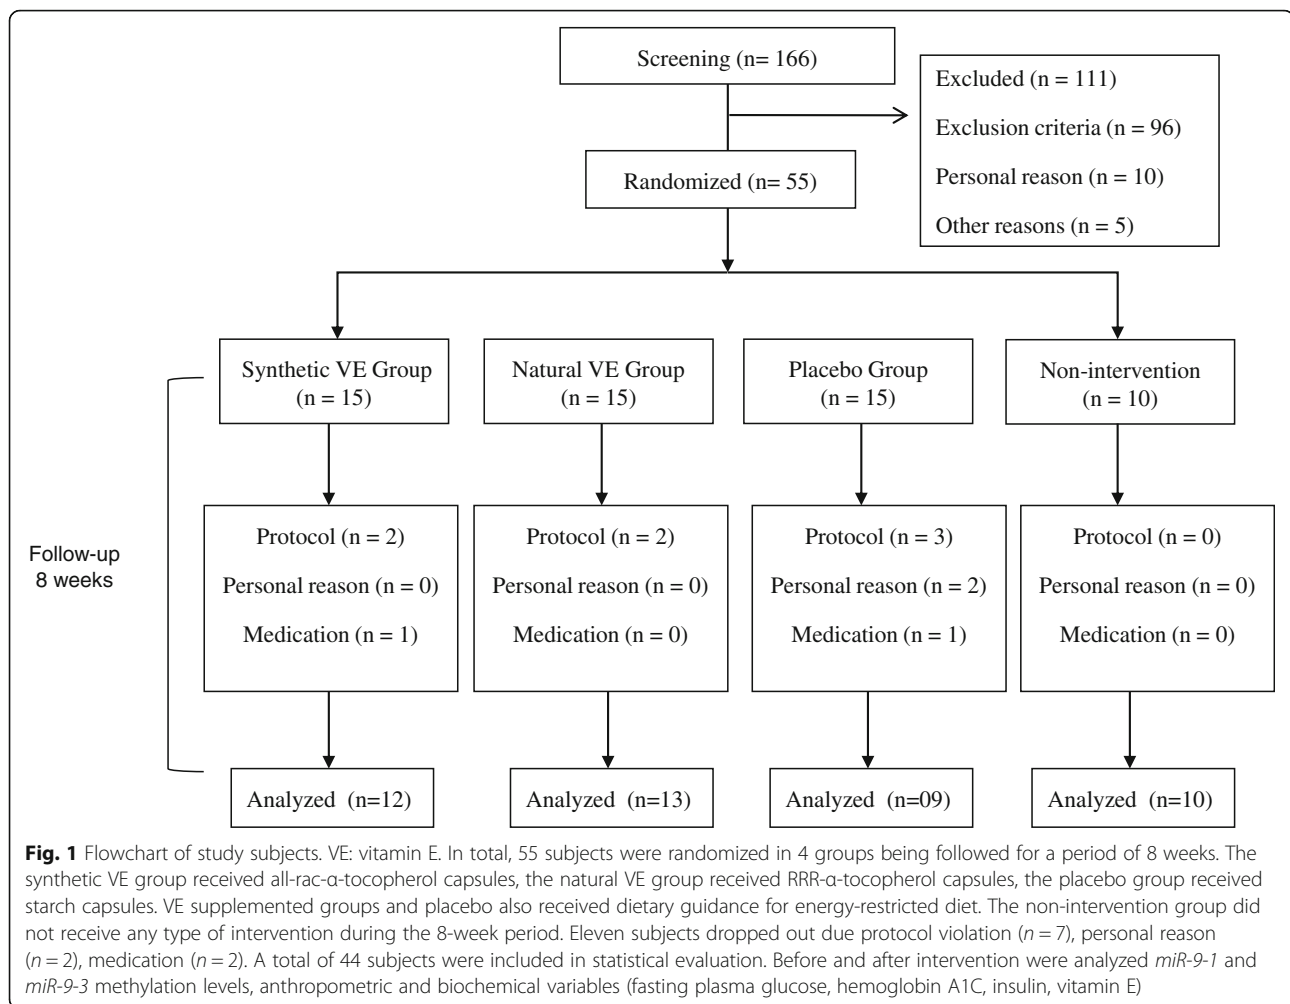 Screening (n= 166)
Excluded (n = 111)
Exclusion criteria (n = 96)
Personal reason (n = 10)
Other reasons (n = 5)
Randomized (n= 55)
Synthetic VE Group
(n = 15)
Natural VE Group
(n = 15)
Placebo Group
(n = 15)
Non-intervention
(n = 10)
Follow-up
8 weeks
Protocol (n = 2)
Personal reason (n = 0)
Medication (n = 1)
Protocol (n = 2)
Personal reason (n = 0)
Medication (n = 0)
Protocol (n = 3)
Personal reason (n = 2)
Medication (n = 1)
Protocol (n = 0)
Personal reason (n = 0)
Medication (n = 0)
Analyzed (n=12)
Analyzed (n=13)
Analyzed (n=09)
Analyzed (n=10)
Fig. 1 Flowchart of study subjects. VE: vitamin E. In total, 55 subjects were randomized in 4 groups being followed for a period of 8 weeks. The
synthetic VE group received all-rac-α-tocopherol capsules, the natural VE group received RRR-α-tocopherol capsules, the placebo group received
starch capsules. VE supplemented groups and placebo also received dietary guidance for energy-restricted diet. The non-intervention group did
not receive any type of intervention during the 8-week period. Eleven subjects dropped out due protocol violation (n = 7), personal reason
(n = 2), medication (n = 2). A total of 44 subjects were included in statistical evaluation. Before and after intervention were analyzed miR-9-1 and
miR-9-3 methylation levels, anthropometric and biochemical variables (fasting plasma glucose, hemoglobin A1C, insulin, vitamin E)